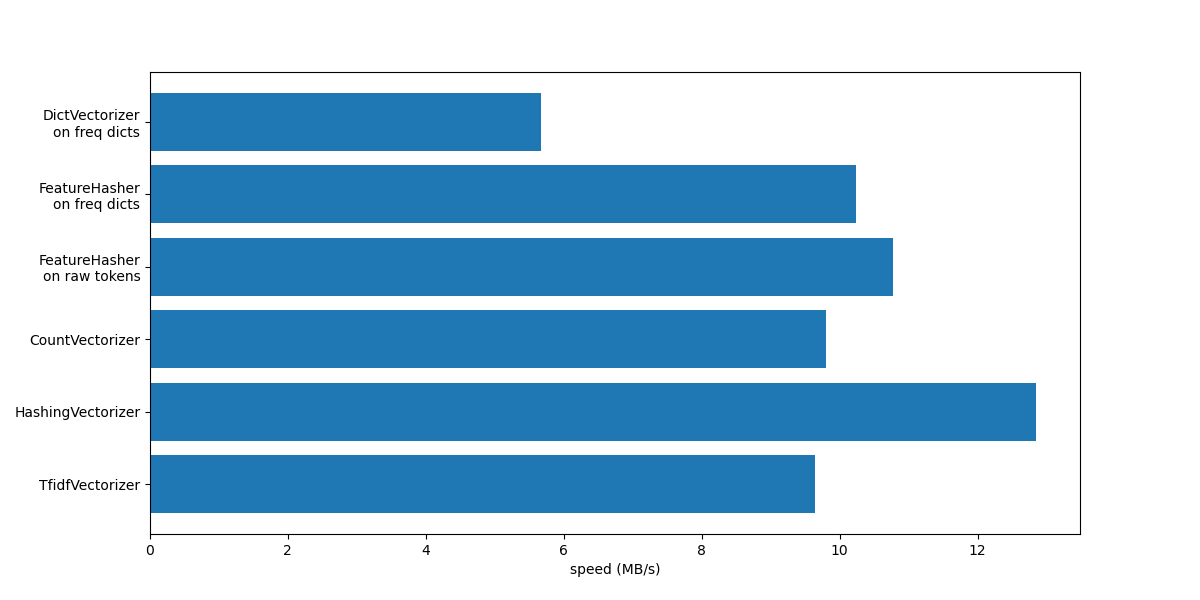 DictVectorizer
on freq dicts
FeatureHasher
on freq dicts
FeatureHasher
on raw tokens
CountVectorizer
HashingVectorizer
TfidfVectorizer
0 2 4 6 8 10 12
speed (MB/s)